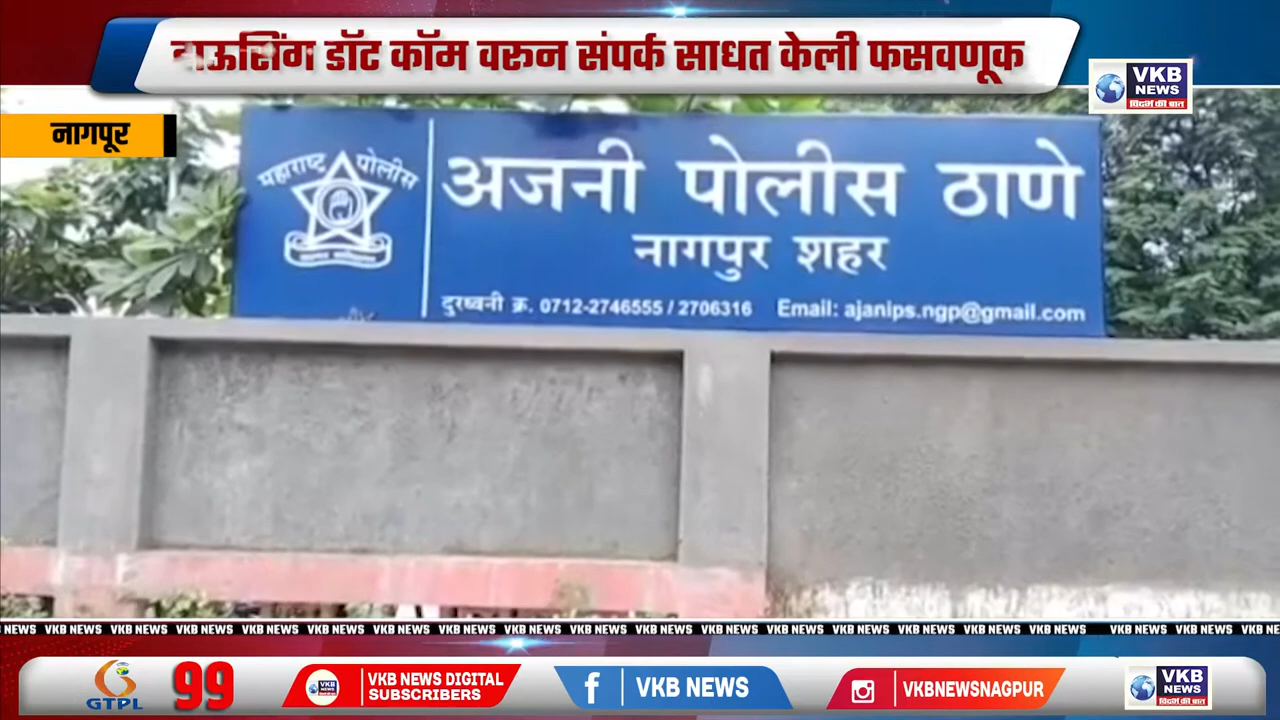 हाऊसिंग डॉट कॉम वरुन संपर्क साधत केली फसवणूक
VKB
NEWS
विदर्भ की बात
नागपूर
महाराष्ट्र पोलीस
अजनी पोलीस ठाणे
नागपुर शहर
दुरध्वनी क्र. 0712-2746555 / 2706316 Email: ajanips.ngp@gmail.com
NEWS VKB NEWS VKB NEWS VKB NEWS VKB NEWS VKB NEWS VKB NEWS VKB NEWS VKB NEWS VKB NEWS VKB NEWS VKB NEWS VKB NEWS VKB NEWS VKB NEWS VKB NEWS VKB NEWS VKB NEWS VKB NEWS VKB NE
GTPL
99
VKB
NEWS
VKB NEWS DIGITAL
SUBSCRIBERS
VKB NEWS
VKBNEWSNAGPUR
VKB
NEWS
विदर्भ की बात